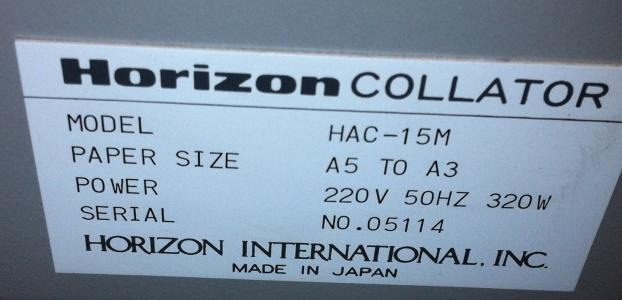 Horizon COLLATOR
MODEL HAC-15M
PAPER SIZE A5 TO A3
POWER 220V 50HZ 320W
SERIAL NO.05114
HORIZON INTERNATIONAL, INC.
MADE IN JAPAN